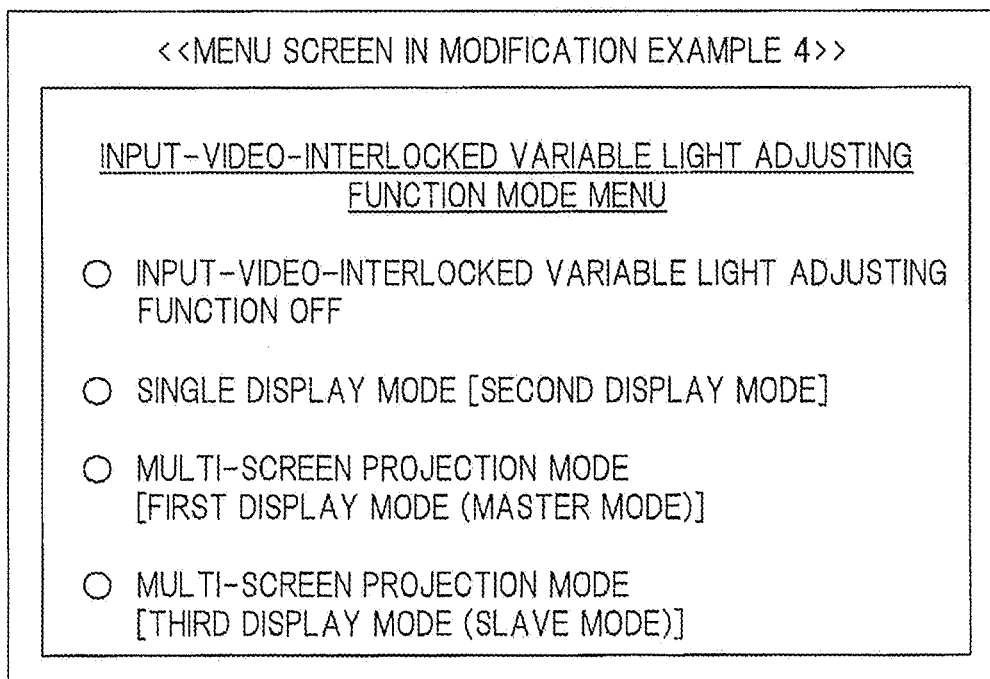 <<MENU SCREEN IN MODIFICATION EXAMPLE 4>>
INPUT-VIDEO-INTERLOCKED VARIABLE LIGHT ADJUSTING
FUNCTION MODE MENU
INPUT-VIDEO-INTERLOCKED VARIABLE LIGHT ADJUSTING
FUNCTION OFF
SINGLE DISPLAY MODE [SECOND DISPLAY MODE]
MULTI-SCREEN PROJECTION MODE
[FIRST DISPLAY MODE (MASTER MODE)]
MULTI-SCREEN PROJECTION MODE
[THIRD DISPLAY MODE (SLAVE MODE)]